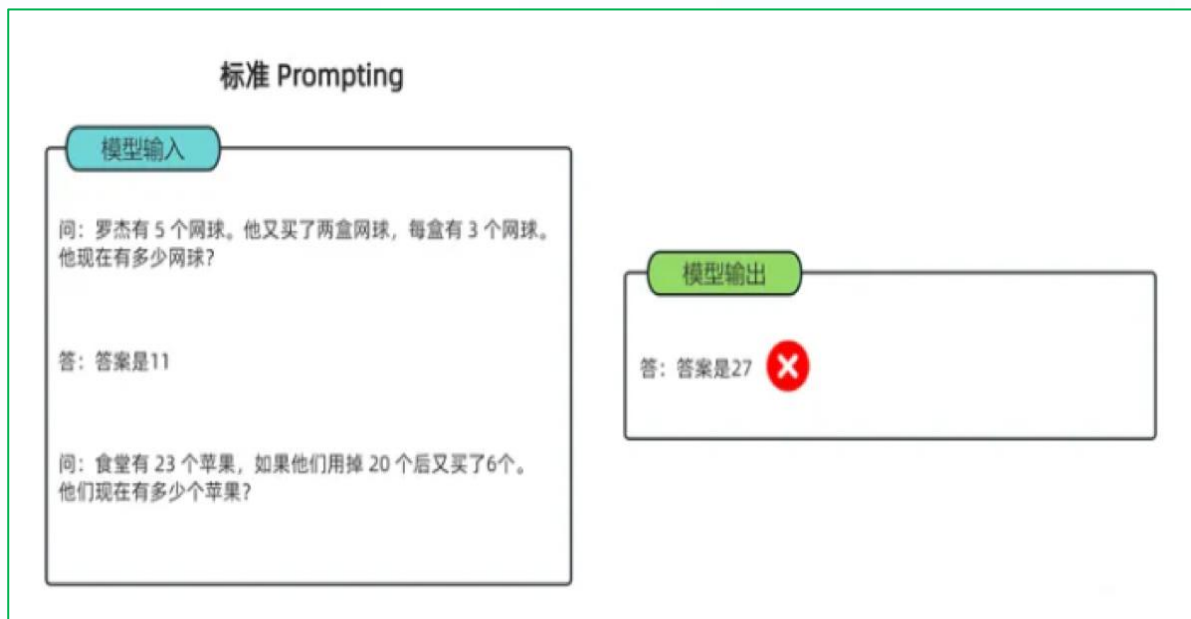 标准 Prompting
模型输入
问：罗杰有 5 个网球。他又买了两盒网球，每盒有 3 个网球。
他现在有多少网球？
答：答案是11
问：食堂有 23 个苹果，如果他们用掉 20 个后又买了6个。
他们现在有多少个苹果？
模型输出
答：答案是27